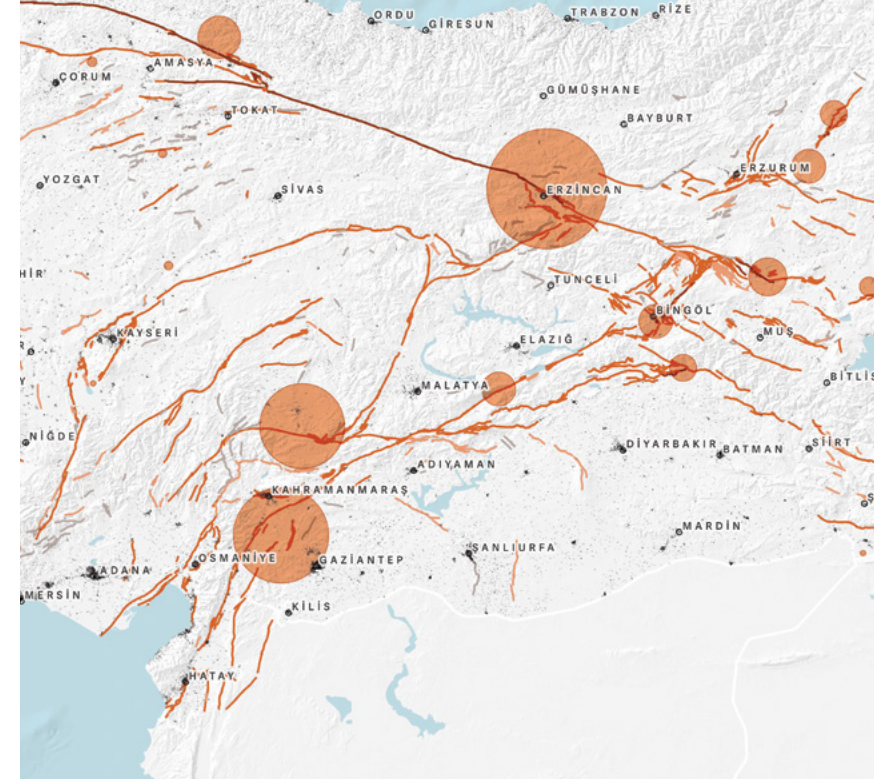 ORDU
GİRESUN
TRABZON
RİZE
AMASYA
ÇORUM
GÜMÜŞHANE
TOKAT
BAYBURT
ERZURUM
YOZGAT
SİVAS
ERZİNCAN
HİR
TUNCELİ
BİNGÖL
KAYSERİ
MUŞ
R
ELAZIĞ
Y
MALATYA
BİTLİS
NİĞDE
DİYARBAKIR
BATMAN
SİİRT
ADIYAMAN
KAHRAMANMARAŞ
Ş
MARDİN
ŞANLIURFA
OSMANİYE
GAZİANTEP
ADANA
MERSİN
KİLİS
HATAY